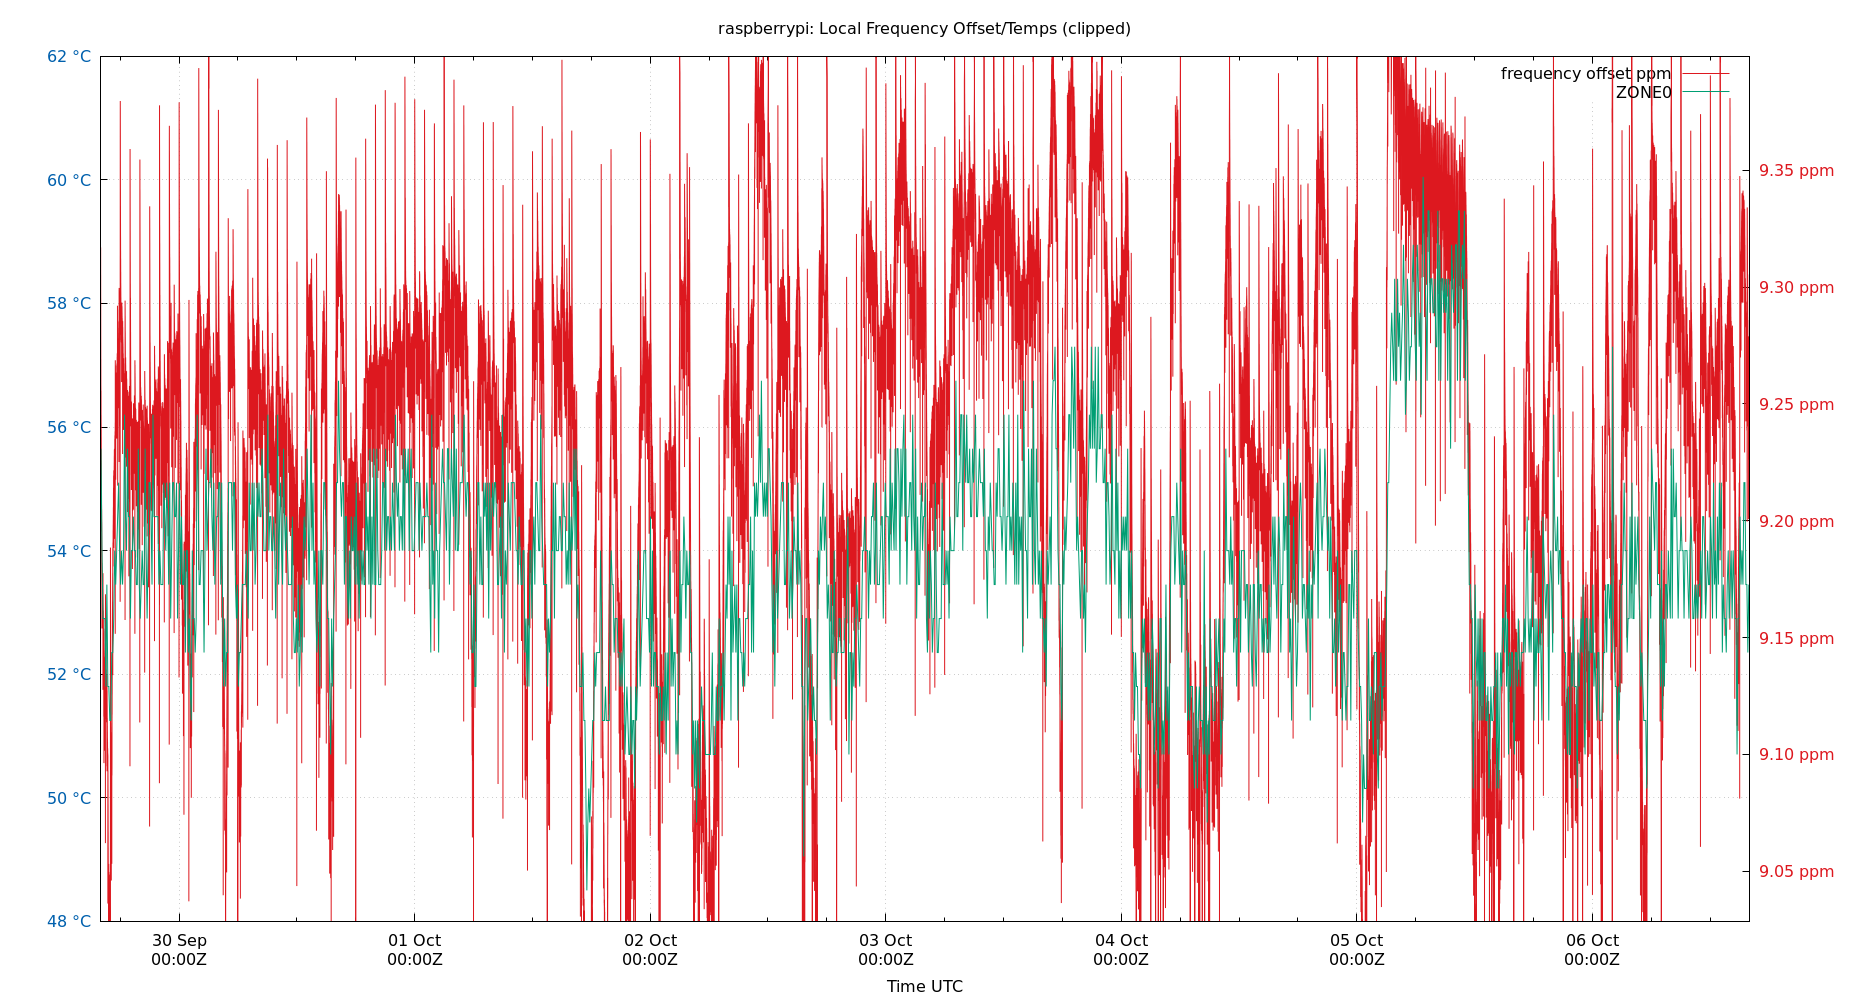 raspberrypi: Local Frequency Offset/Temps (clipped)
62 °C
60 °C
58 °C
56 °C
54 °C
52 °C
50 °C
48 °C
frequency offset ppm
ZONE0
9.35 ppm
9.30 ppm
9.25 ppm
9.20 ppm
9.15 ppm
9.10 ppm
9.05 ppm
30 Sep 01 Oct 02 Oct 03 Oct 04 Oct 05 Oct 06 Oct
00:00Z 00:00Z 00:00Z 00:00Z 00:00Z 00:00Z 00:00Z
Time UTC